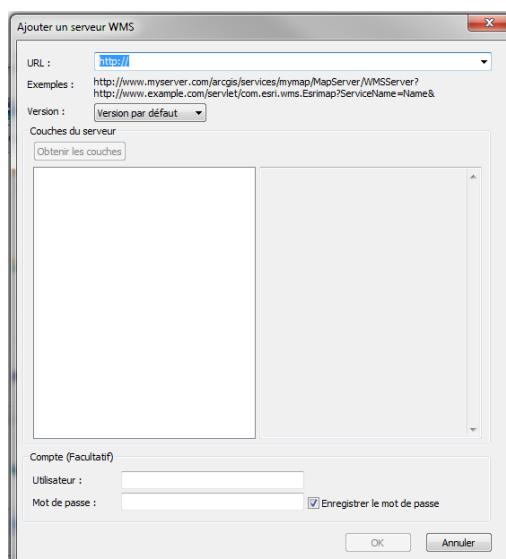 Ajouter un serveur WMS
URL : http://
Exemples : http://www.myserver.com/arcgis/services/mymap/MapServer/WMSServer?
http://www.example.com/servlet/com.esri.wms.Esrimap?ServiceName=Name&
Version : Version par défaut
Couches du serveur
Obtenir les couches
Compte (Facultatif)
Utilisateur :
Mot de passe : Enregistrer le mot de passe
OK Annuler